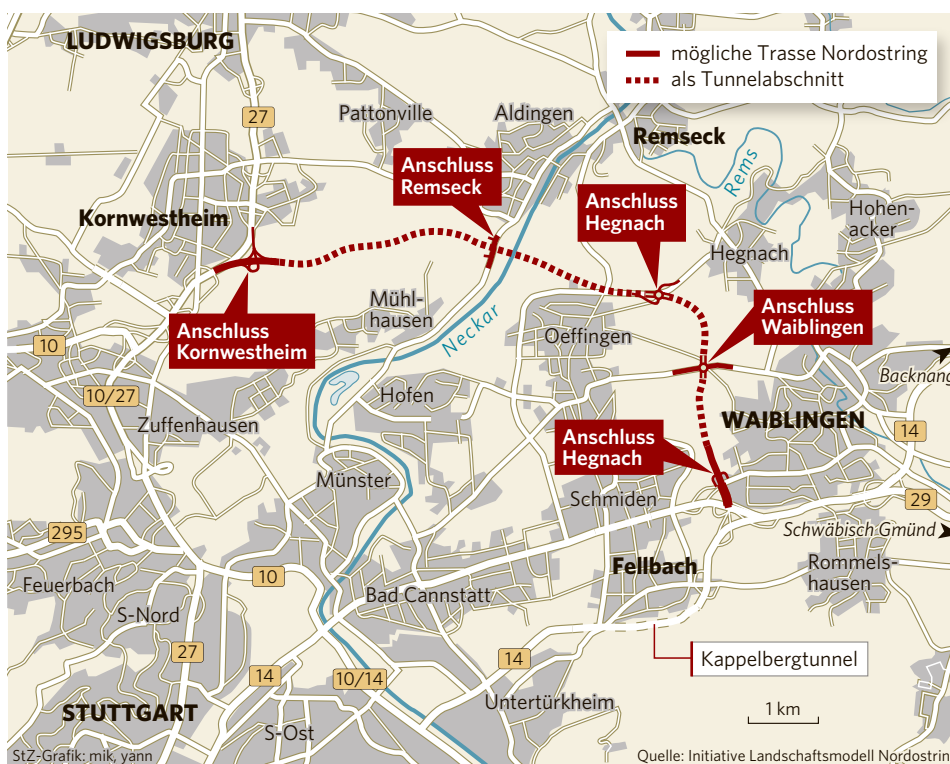 LUDWIGSBURG
mögliche Trasse Nordostring
als Tunnelabschnitt
27
Pattonville
Aldingen
Remseck
Anschluss
Remseck
Rems
Anschluss
Hegnach
Kornwestheim
Hohen-
acker
Hegnach
Anschluss
Kornwestheim
Mühl-
hausen
Neckar
Oeffingen
Anschluss
Waiblingen
10
Backnang
10/27
Hofen
Zuffenhausen
WAIBLINGEN
14
Anschluss
Hegnach
Münster
Schmiden
29
295
Schwäbisch Gmünd
Feuerbach
10
Bad Cannstatt
Fellbach
Rommels-
hausen
S-Nord
27
14
10/14
14
Kappelbergtunnel
Untertürkheim
STUTTGART
S-Ost
1 km
StZ-Grafik: mik, yann
Quelle: Initiative Landschaftsmodell Nordostrin